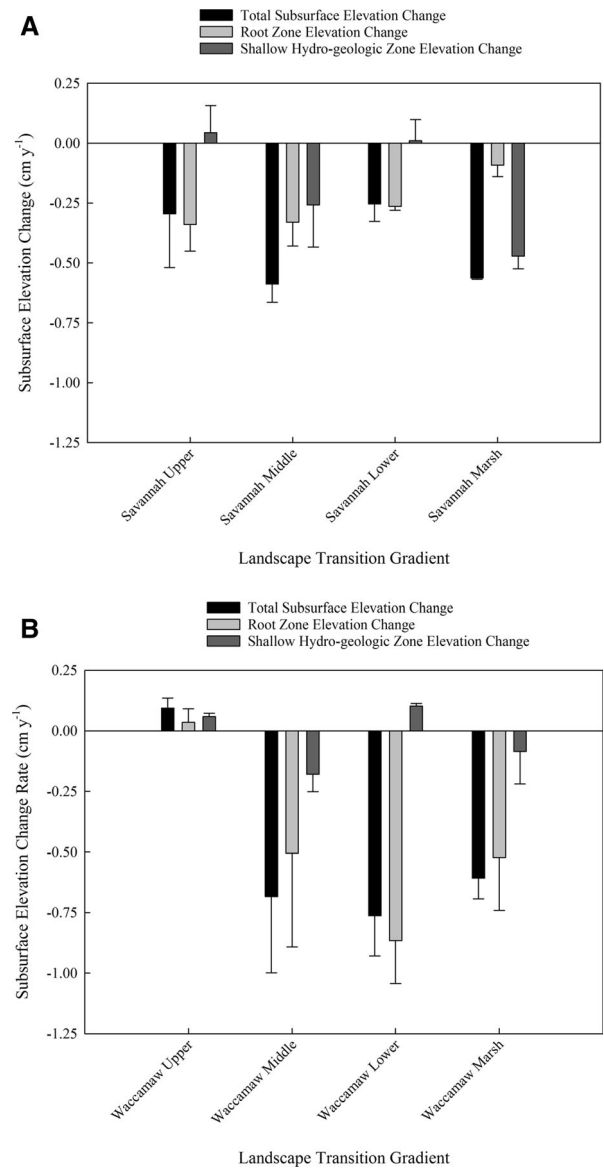 A
Total Subsurface Elevation Change
Root Zone Elevation Change
Shallow Hydro-geologic Zone Elevation Change
Subsurface Elevation Change (cm y-1)
0.25
0.00
-0.25
-0.50
-0.75
-1.00
-1.25
Savannah Upper
Savannah Middle
Savannah Lower
Savannah Marsh
Landscape Transition Gradient
B
Total Subsurface Elevation Change
Root Zone Elevation Change
Shallow Hydro-geologic Zone Elevation Change
Subsurface Elevation Change Rate (cm y-1)
0.25
0.00
-0.25
-0.50
-0.75
-1.00
-1.25
Waccamaw Upper
Waccamaw Middle
Waccamaw Lower
Waccamaw Marsh
Landscape Transition Gradient